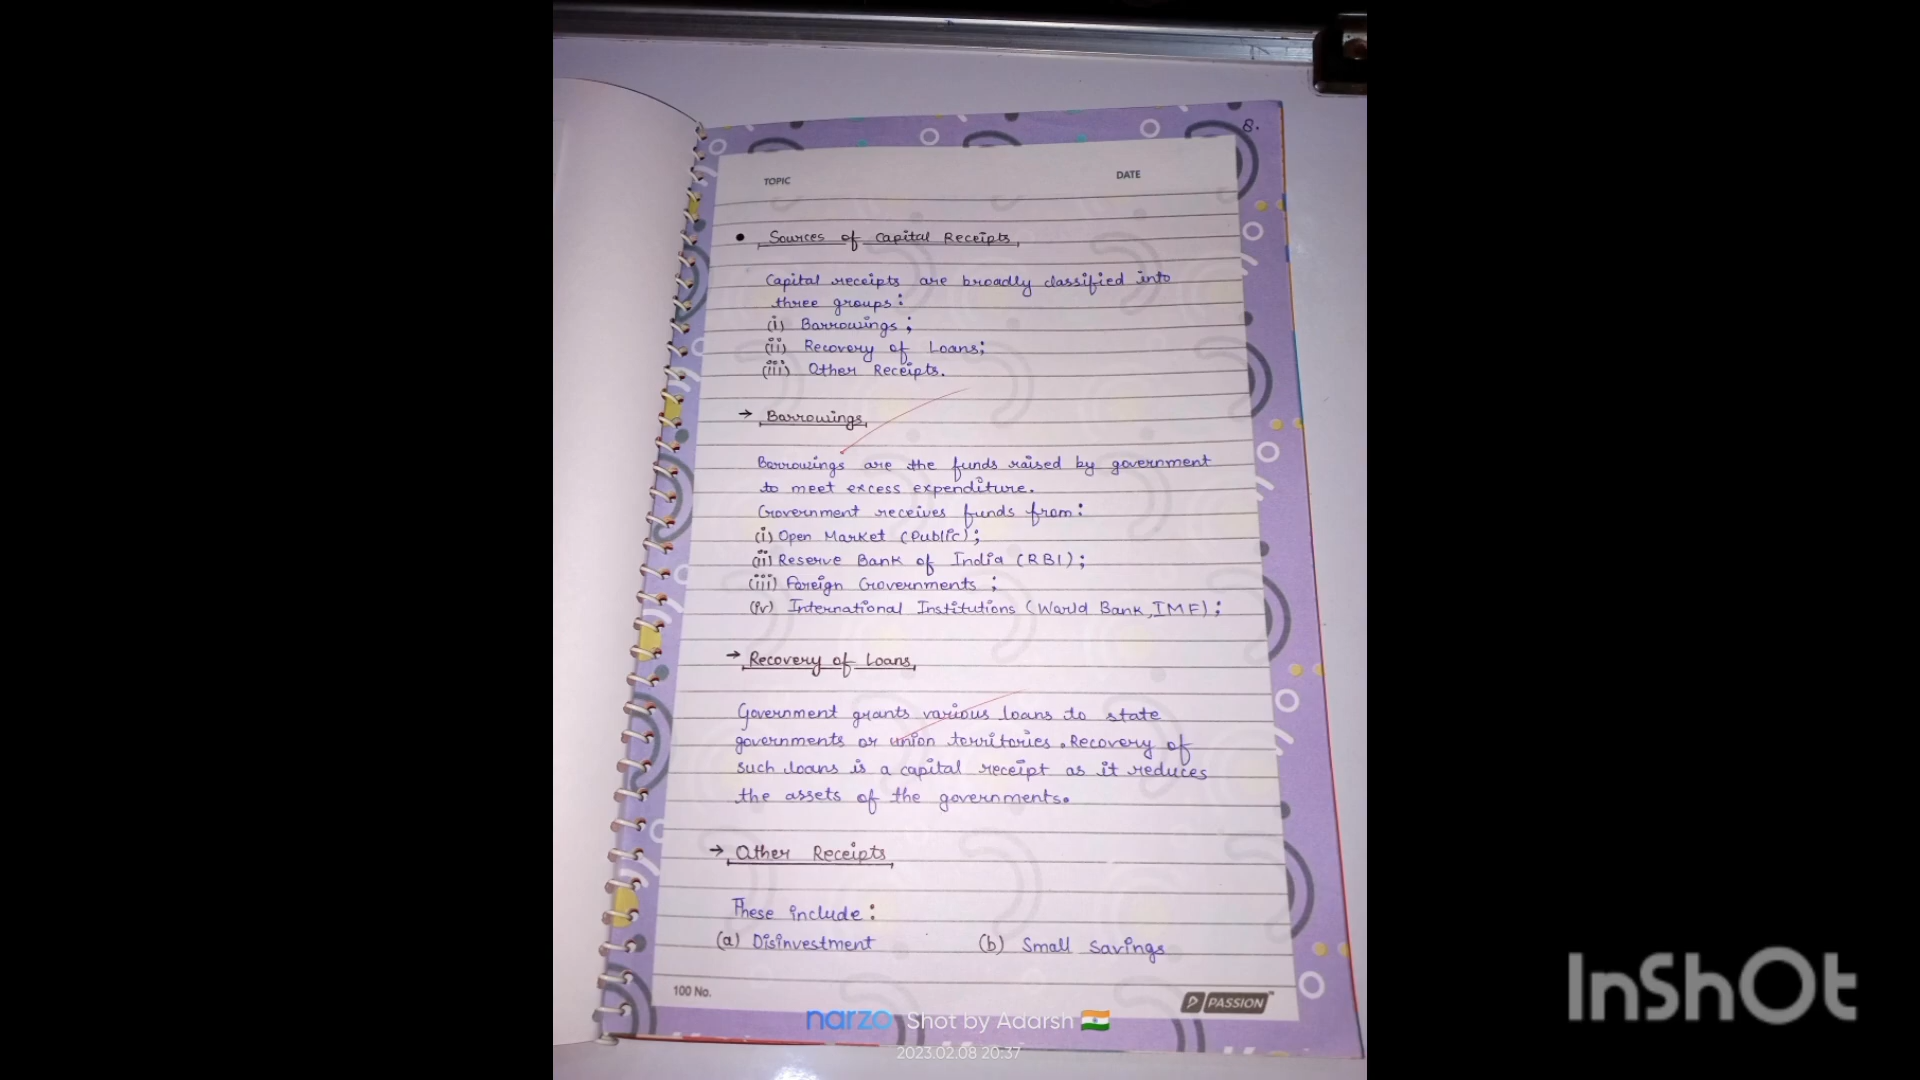 8.
TOPIC
DATE
• Sources of Capital Receipts
Capital receipts are broadly classified into
three groups:
(i) Borrowings;
(ii) Recovery of Loans;
(iii) Other Receipts.
→ Borrowings
Borrowings are the funds raised by government
to meet excess expenditure.
Government receives funds from:
(i) Open Market (Public);
(ii) Reserve Bank of India (RBI);
(iii) Foreign Governments;
(iv) International Institutions (World Bank, IMF);
→ Recovery of Loans
Government grants various loans to state
governments or union territories. Recovery of
such loans is a capital receipt as it reduces
the assets of the governments.
→ Other Receipts
These include:
(a) Disinvestment (b) Small Savings
100 No.
PASSION
narzo Shot by Adarsh 🇮🇳
2023.02.08 20:37
InShOt